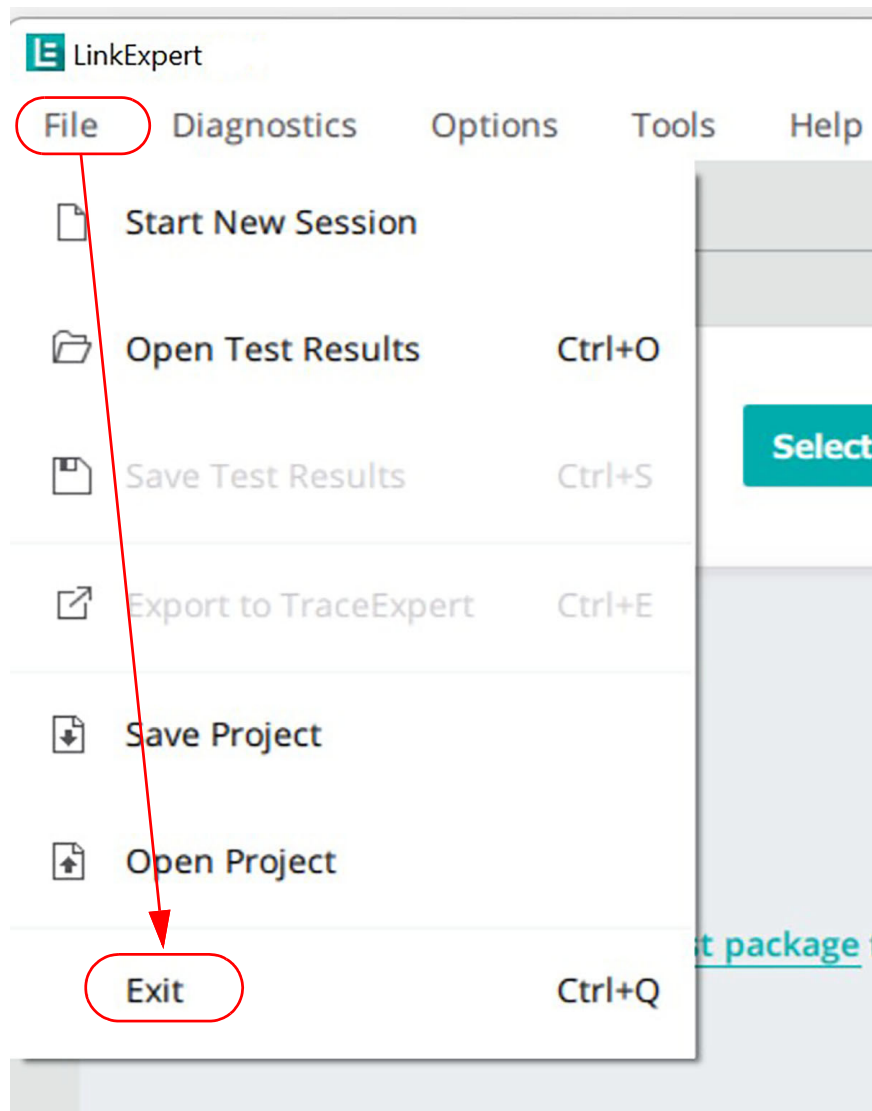 LinkExpert
File Diagnostics Options Tools Help
Start New Session
Open Test Results Ctrl+O
Select
Save Test Results Ctrl+S
Export to TraceExpert Ctrl+E
Save Project
Open Project
package
Exit Ctrl+Q